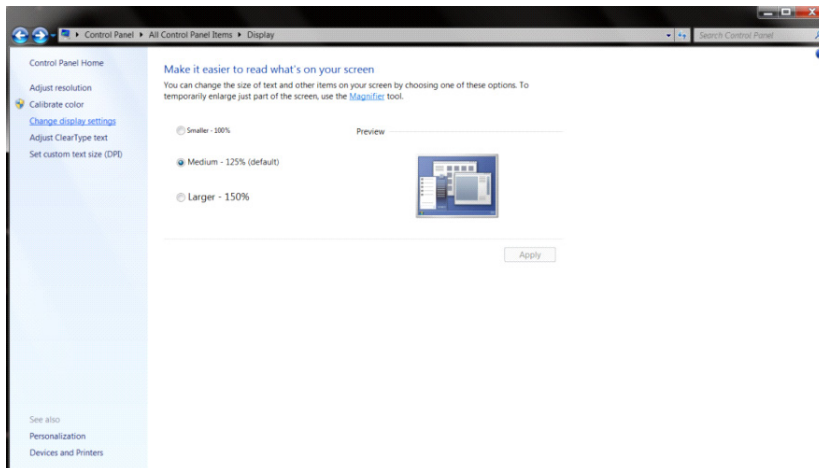 Control Panel ▸ All Control Panel Items ▸ Display
Search Control Panel
Control Panel Home
Adjust resolution
Calibrate color
Change display settings
Adjust ClearType text
Set custom text size (DPI)
Make it easier to read what's on your screen
You can change the size of text and other items on your screen by choosing one of these options. To
temporarily enlarge just part of the screen, use the Magnifier tool.
Smaller - 100%
Preview
Medium - 125% (default)
Larger - 150%
Apply
See also
Personalization
Devices and Printers